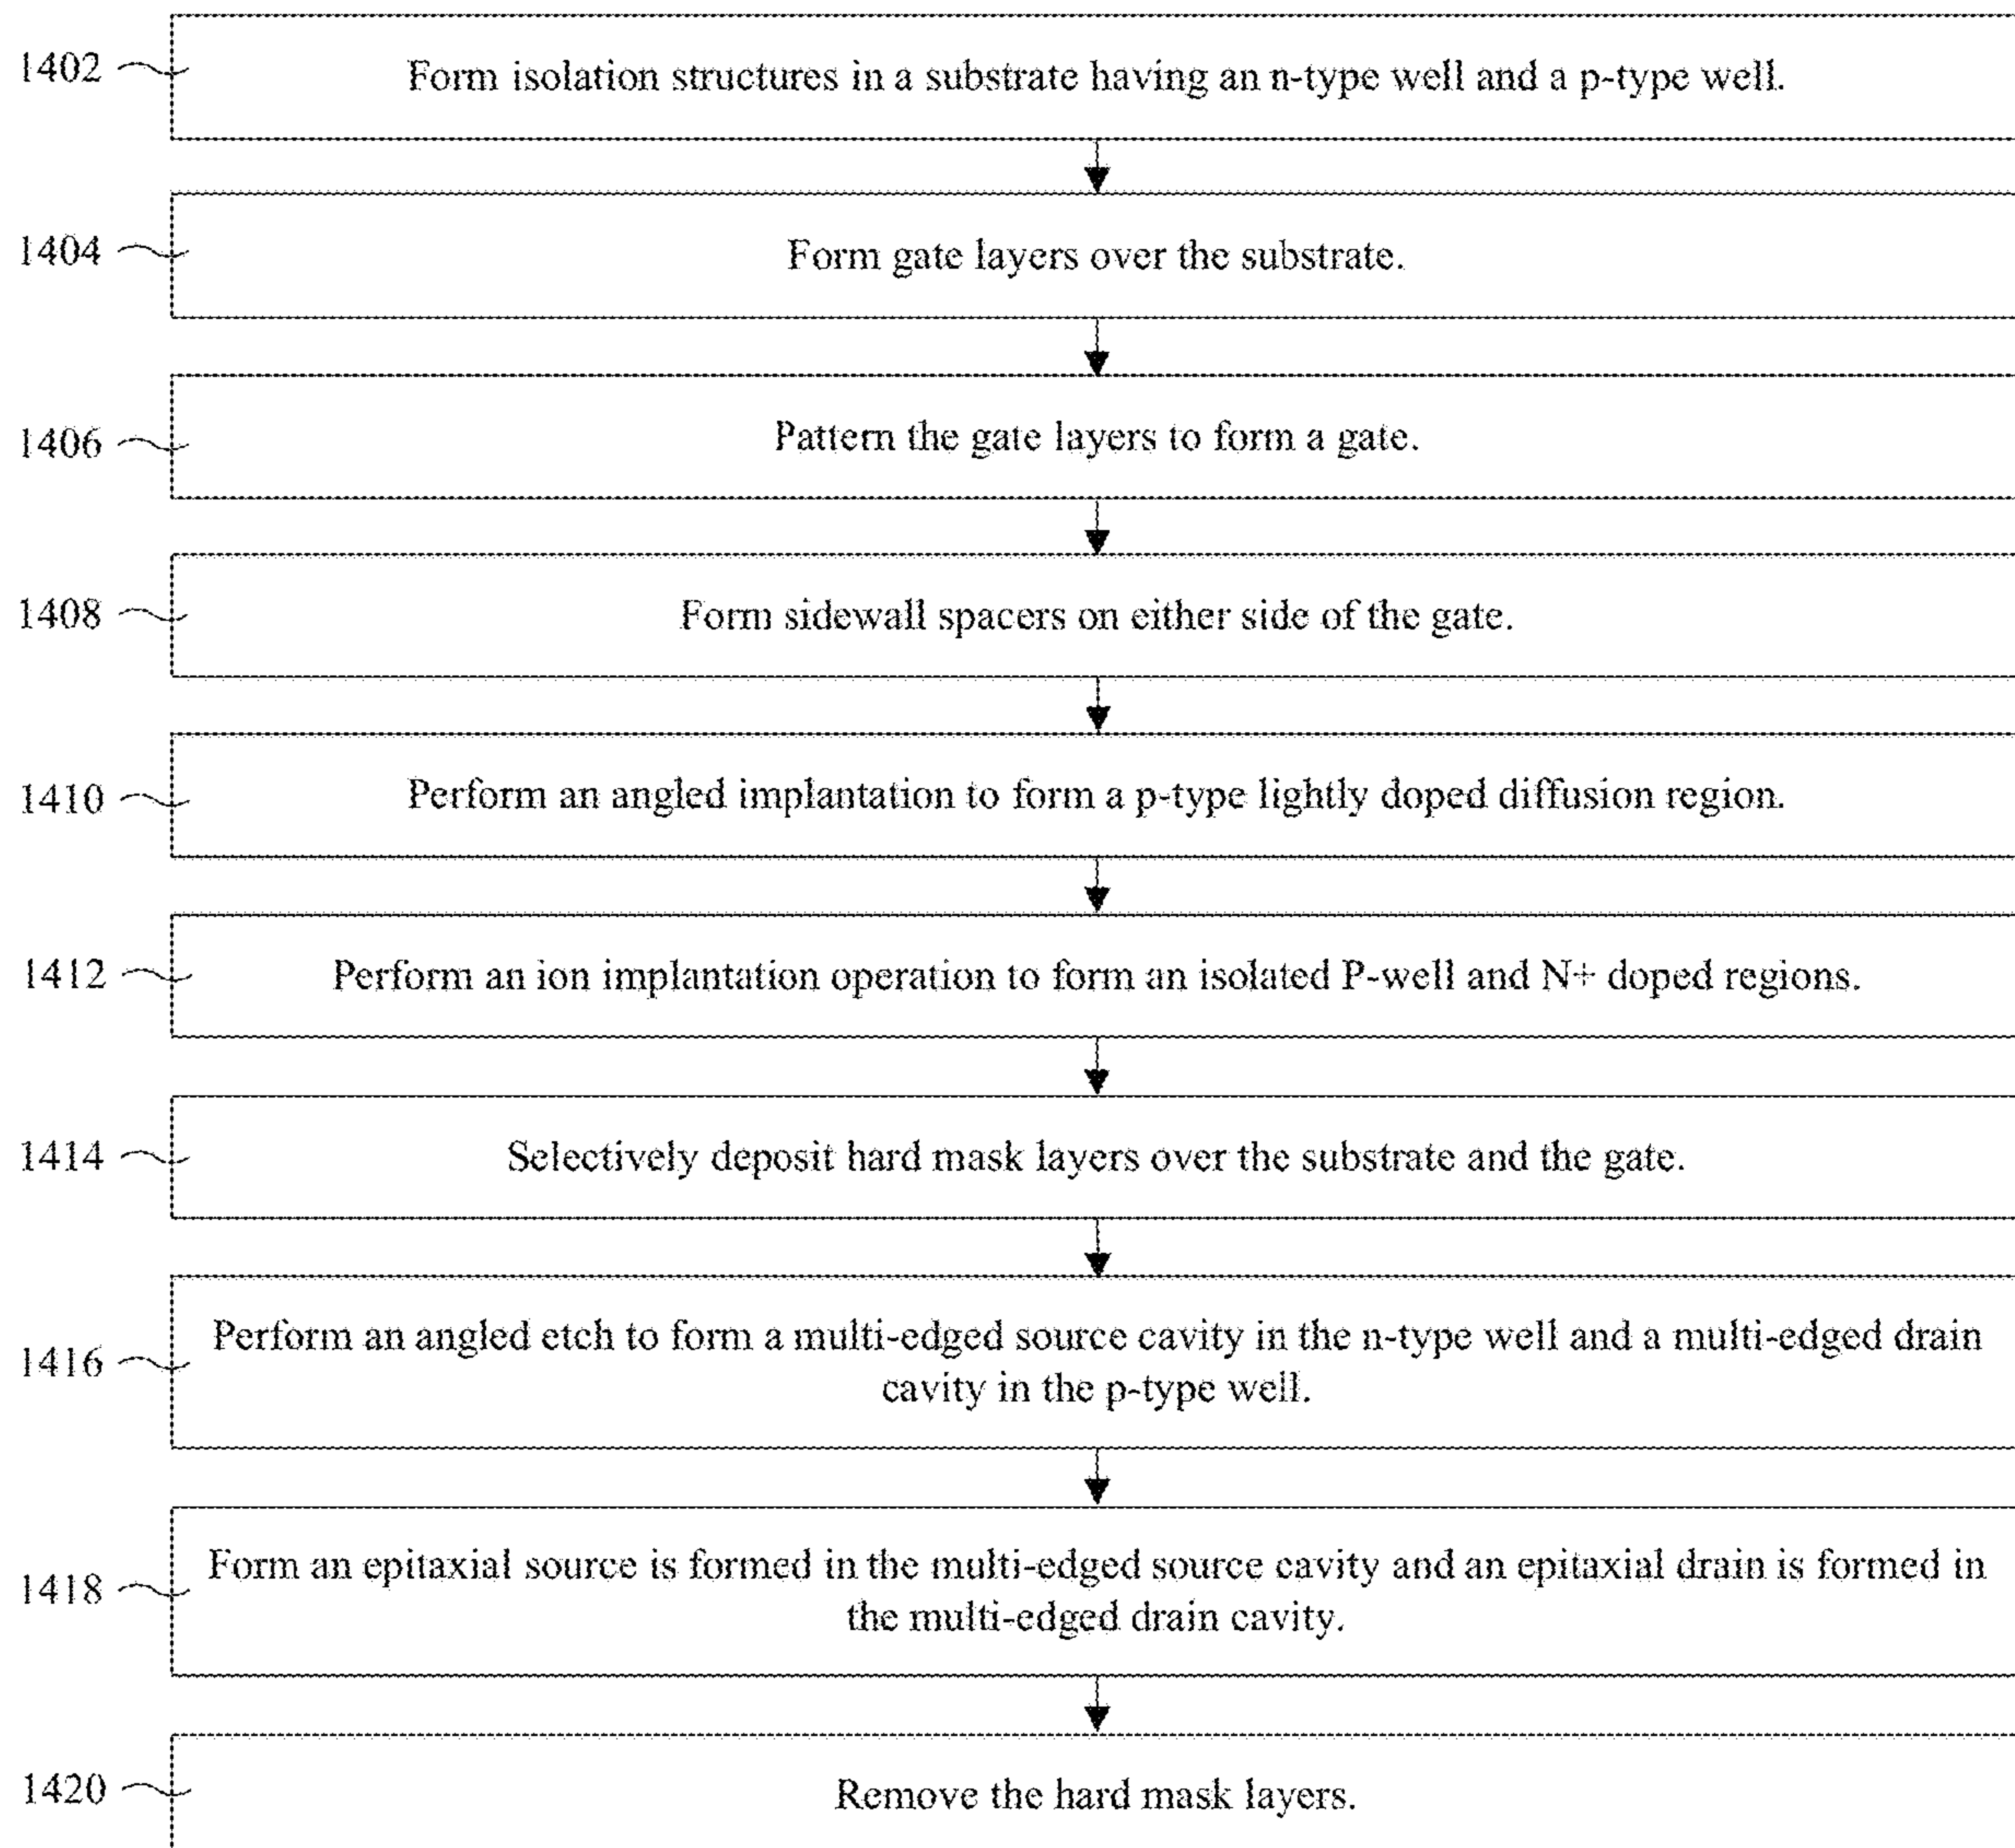 1402 Form isolation structures in a substrate having an n-type well and a p-type well.
1404 Form gate layers over the substrate.
1406 Pattern the gate layers to form a gate.
1408 Form sidewall spacers on either side of the gate.
1410 Perform an angled implantation to form a p-type lightly doped diffusion region.
1412 Perform an ion implantation operation to form an isolated P-well and N+ doped regions.
1414 Selectively deposit hard mask layers over the substrate and the gate.
1416 Perform an angled etch to form a multi-edged source cavity in the n-type well and a multi-edged drain
cavity in the p-type well.
1418 Form an epitaxial source is formed in the multi-edged source cavity and an epitaxial drain is formed in
the multi-edged drain cavity.
1420 Remove the hard mask layers.